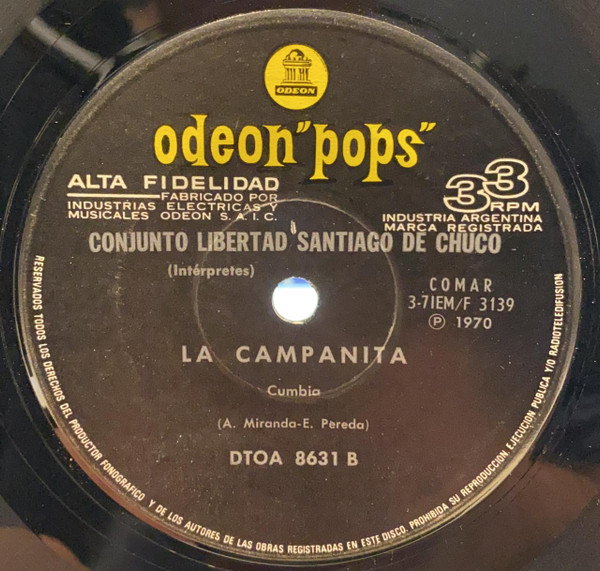 ODEON
odeon "pops"
ALTA FIDELIDAD
FABRICADO POR
INDUSTRIAS ELECTRICAS Y
MUSICALES ODEON S.A.I.C.
33
RPM
INDUSTRIA ARGENTINA
MARCA REGISTRADA
CONJUNTO LIBERTAD SANTIAGO DE CHUCO
(Intérpretes)
COMAR
3-7IEM/F 3139
℗ 1970
LA CAMPANITA
Cumbia
(A. Miranda-E. Pereda)
DTOA 8631 B
RESERVADOS TODOS LOS DERECHOS DEL PRODUCTOR FONOGRAFICO Y DE LOS AUTORES DE LAS OBRAS REGISTRADAS EN ESTE DISCO. PROHIBIDA SU REPRODUCCION, EJECUCION PUBLICA Y/O RADIOTELEDIFUSION